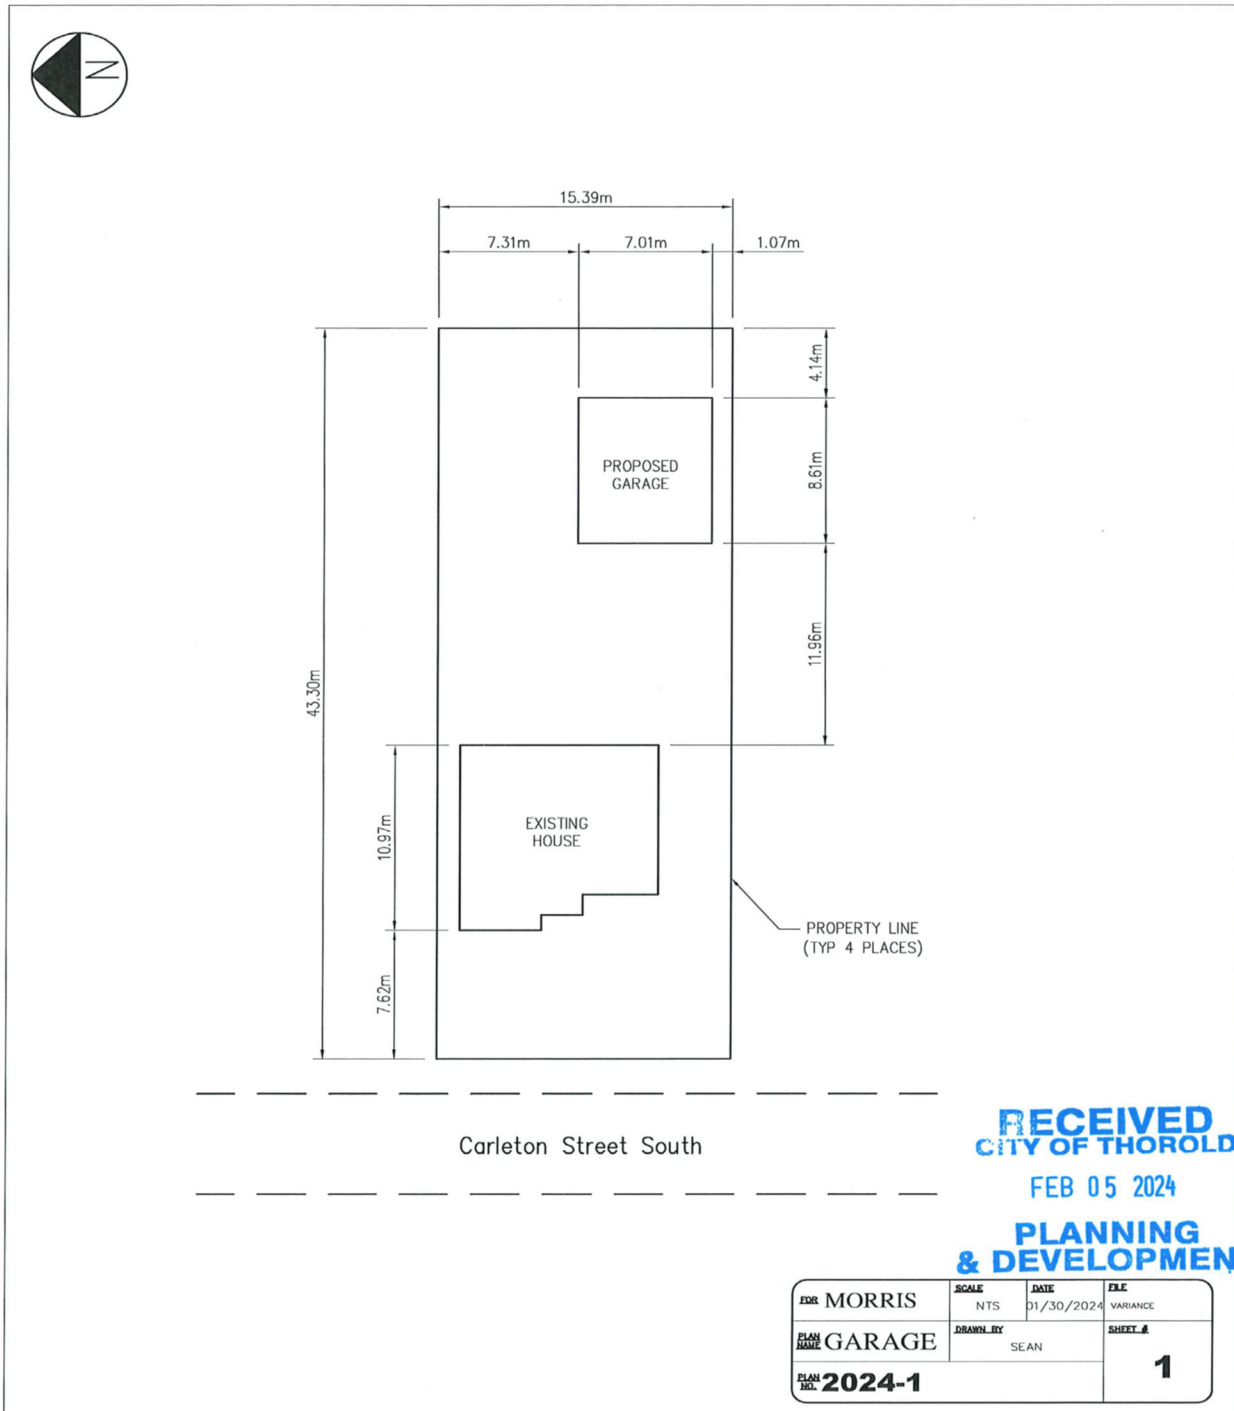 N
15.39m
7.31m
7.01m
1.07m
4.14m
PROPOSED
GARAGE
8.61m
11.96m
43.30m
10.97m
EXISTING
HOUSE
PROPERTY LINE
(TYP 4 PLACES)
7.62m
Carleton Street South
RECEIVED
CITY OF THOROLD
FEB 05 2024
PLANNING
& DEVELOPMEN
FOR MORRIS
SCALE
NTS
DATE
01/30/2024
FILE
VARIANCE
PLAN
NAME GARAGE
DRAWN BY
SEAN
SHEET #
1
PLAN
NO. 2024-1